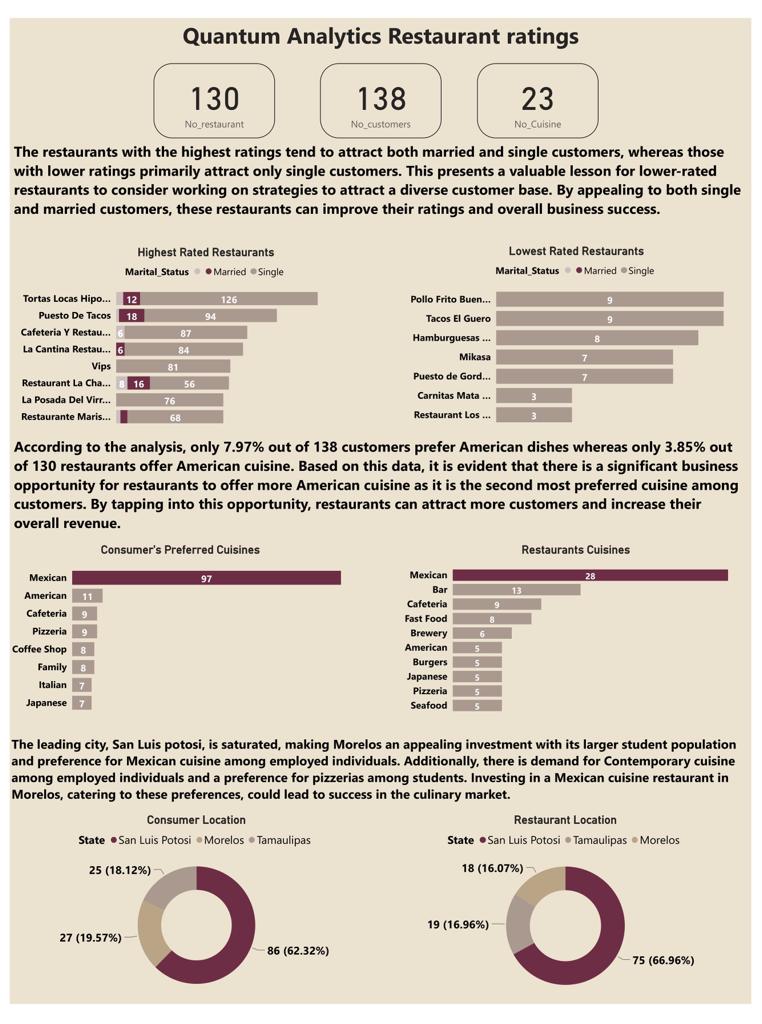 Quantum Analytics Restaurant ratings
130
No_restaurant
138
No_customers
23
No_Cuisine
The restaurants with the highest ratings tend to attract both married and single customers, whereas those
with lower ratings primarily attract only single customers. This presents a valuable lesson for lower-rated
restaurants to consider working on strategies to attract a diverse customer base. By appealing to both single
and married customers, these restaurants can improve their ratings and overall business success.
Highest Rated Restaurants
Marital_Status Married Single
Tortas Locas Hipo... 12 126
Puesto De Tacos 18 94
Cafeteria Y Restau... 6 87
La Cantina Restau... 6 84
Vips 81
Restaurant La Cha... 8 16 56
La Posada Del Virr... 76
Restaurante Maris... 68
Lowest Rated Restaurants
Marital_Status Married Single
Pollo Frito Buen... 9
Tacos El Guero 9
Hamburguesas ... 8
Mikasa 7
Puesto de Gord... 7
Carnitas Mata ... 3
Restaurant Los ... 3
According to the analysis, only 7.97% out of 138 customers prefer American dishes whereas only 3.85% out
of 130 restaurants offer American cuisine. Based on this data, it is evident that there is a significant business
opportunity for restaurants to offer more American cuisine as it is the second most preferred cuisine among
customers. By tapping into this opportunity, restaurants can attract more customers and increase their
overall revenue.
Consumer's Preferred Cuisines
Mexican 97
American 11
Cafeteria 9
Pizzeria 9
Coffee Shop 8
Family 8
Italian 7
Japanese 7
Restaurants Cuisines
Mexican 28
Bar 13
Cafeteria 9
Fast Food 8
Brewery 6
American 5
Burgers 5
Japanese 5
Pizzeria 5
Seafood 5
The leading city, San Luis potosi, is saturated, making Morelos an appealing investment with its larger student population
and preference for Mexican cuisine among employed individuals. Additionally, there is demand for Contemporary cuisine
among employed individuals and a preference for pizzerias among students. Investing in a Mexican cuisine restaurant in
Morelos, catering to these preferences, could lead to success in the culinary market.
Consumer Location
State San Luis Potosi Morelos Tamaulipas
25 (18.12%)
27 (19.57%)
86 (62.32%)
Restaurant Location
State San Luis Potosi Tamaulipas Morelos
18 (16.07%)
19 (16.96%)
75 (66.96%)